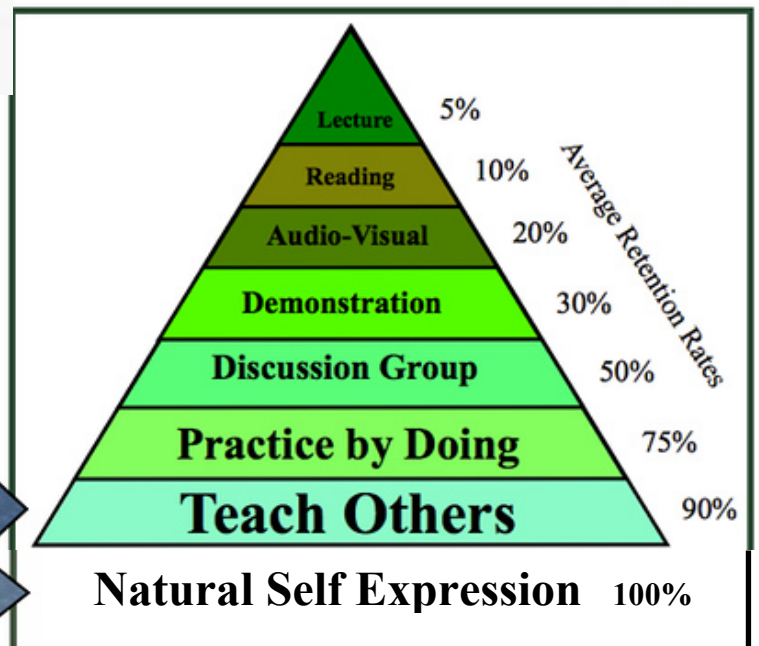 Lecture 5%
Reading 10%
Audio-Visual 20%
Demonstration 30%
Discussion Group 50%
Practice by Doing 75%
Teach Others 90%
Average Retention Rates
Natural Self Expression 100%